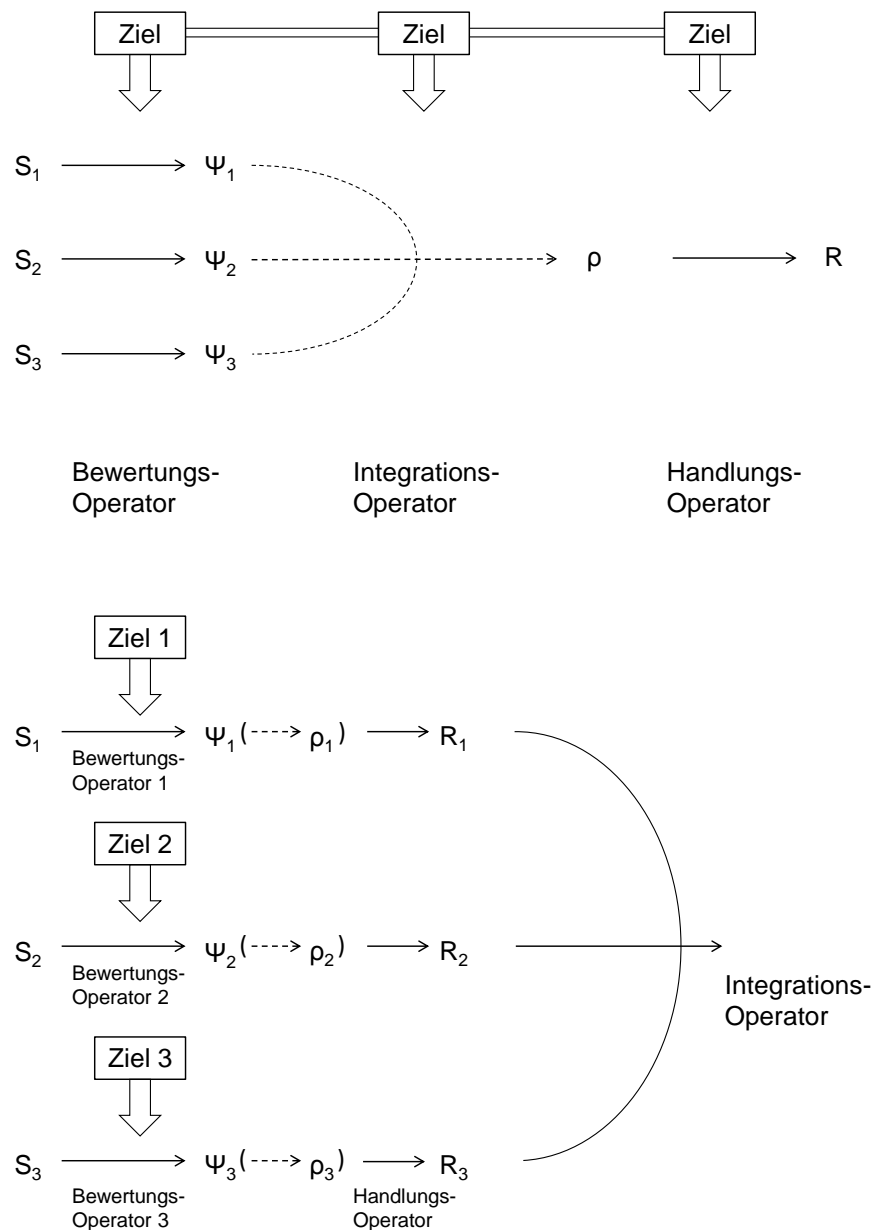 Ziel Ziel Ziel
S₁ Ψ₁
S₂ Ψ₂ ρ R
S₃ Ψ₃
Bewertungs-
Operator
Integrations-
Operator
Handlungs-
Operator
Ziel 1
S₁ Ψ₁( ρ₁) R₁
Bewertungs-
Operator 1
Ziel 2
S₂ Ψ₂( ρ₂) R₂
Bewertungs-
Operator 2
Integrations-
Operator
Ziel 3
S₃ Ψ₃( ρ₃) R₃
Bewertungs-
Operator 3
Handlungs-
Operator